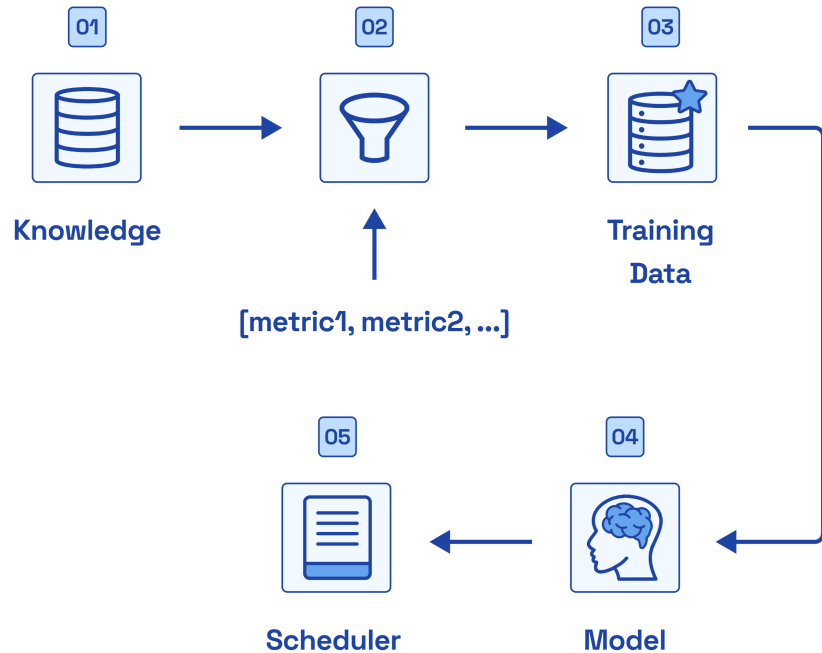 01
02
03
Knowledge
Training
Data
[metric1, metric2, ...]
05
04
Scheduler
Model